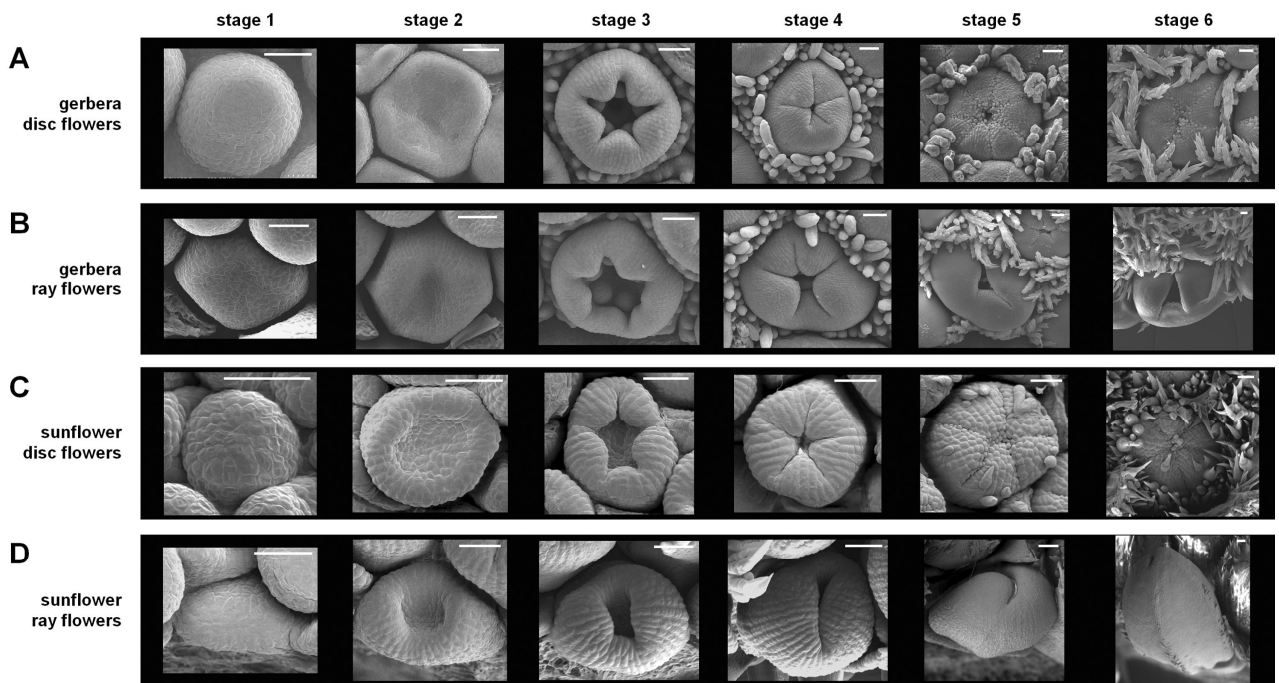 stage 1 stage 2 stage 3 stage 4 stage 5 stage 6
A
gerbera
disc flowers
B
gerbera
ray flowers
C
sunflower
disc flowers
D
sunflower
ray flowers